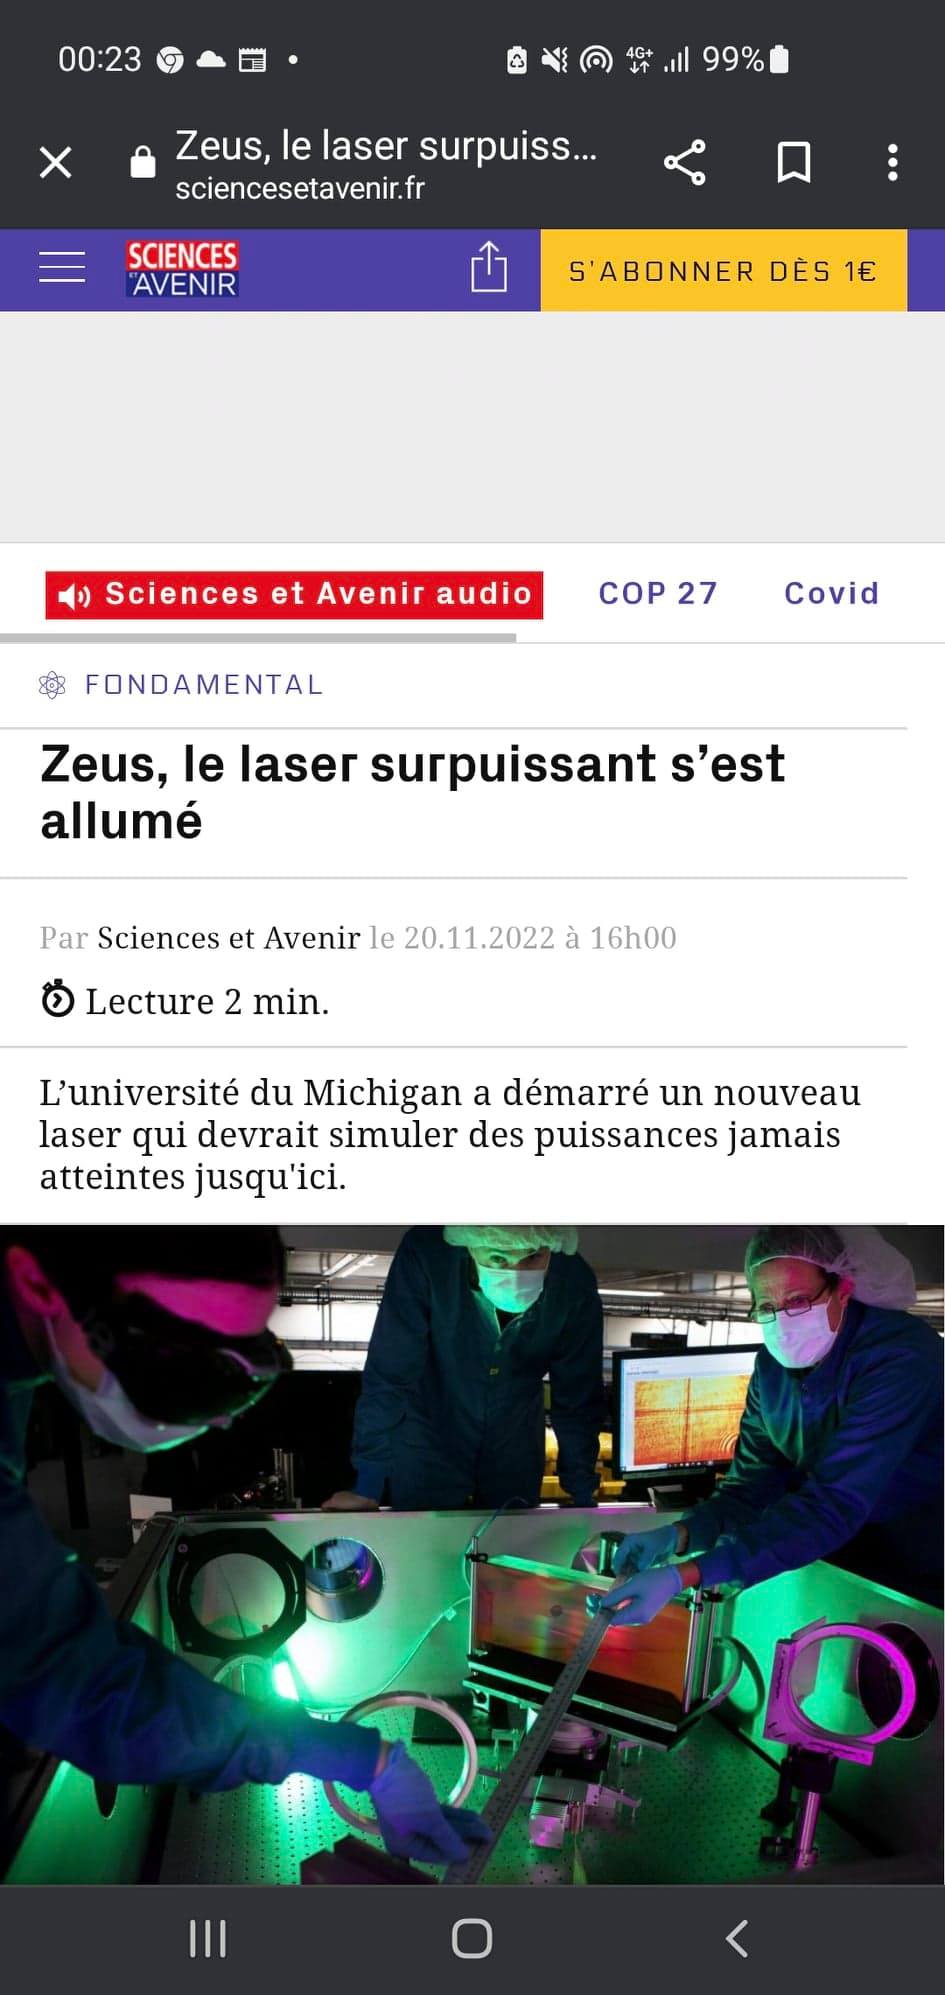 00:23
4G+
99%
Zeus, le laser surpuiss...
sciencesetavenir.fr
SCIENCES
ET
AVENIR
S'ABONNER DÈS 1€
Sciences et Avenir audio
COP 27
Covid
FONDAMENTAL
Zeus, le laser surpuissant s’est
allumé
Par Sciences et Avenir le 20.11.2022 à 16h00
Lecture 2 min.
L’université du Michigan a démarré un nouveau
laser qui devrait simuler des puissances jamais
atteintes jusqu'ici.